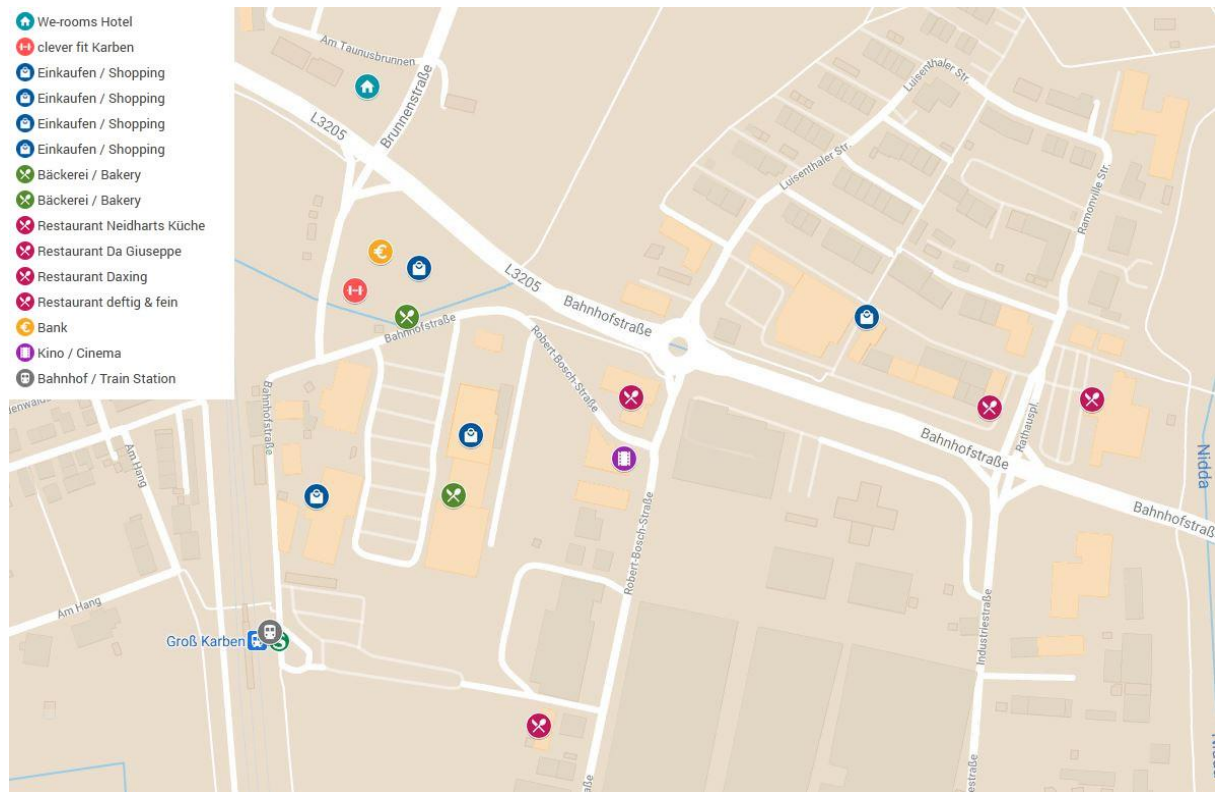 We-rooms Hotel
clever fit Karben
Einkaufen / Shopping
Einkaufen / Shopping
Einkaufen / Shopping
Einkaufen / Shopping
Bäckerei / Bakery
Bäckerei / Bakery
Restaurant Neidharts Küche
Restaurant Da Giuseppe
Restaurant Daxing
Restaurant deftig & fein
Bank
Kino / Cinema
Bahnhof / Train Station
Am Taunusbrunnen
Brunnenstraße
L3205
L3205
Bahnhofstraße
Luisenthaler Str.
Luisenthaler Str.
Ramonville Str.
Bahnhofstraße
Robert-Bosch-Straße
Bahnhofstraße
Am Hang
Am Hang
Groß Karben
Robert-Bosch-Straße
Bahnhofstraße
Rathauspl.
Bahnhofstraße
Industriestraße
Nidda